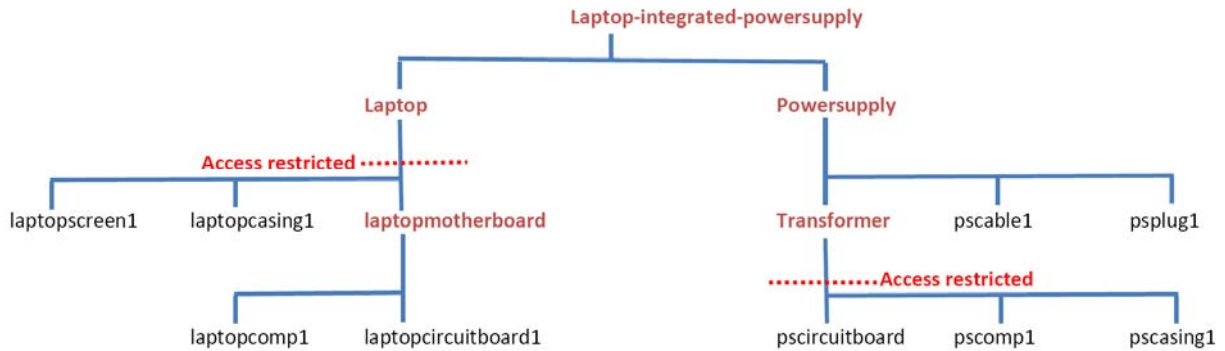 Laptop-integrated-powersupply
Laptop
Powersupply
Access restricted
laptopscreen1
laptopcasing1
laptopmotherboard
Transformer
pscable1
psplug1
Access restricted
laptopcomp1
laptopcircuitboard1
pscircuitboard
pscomp1
pscasing1